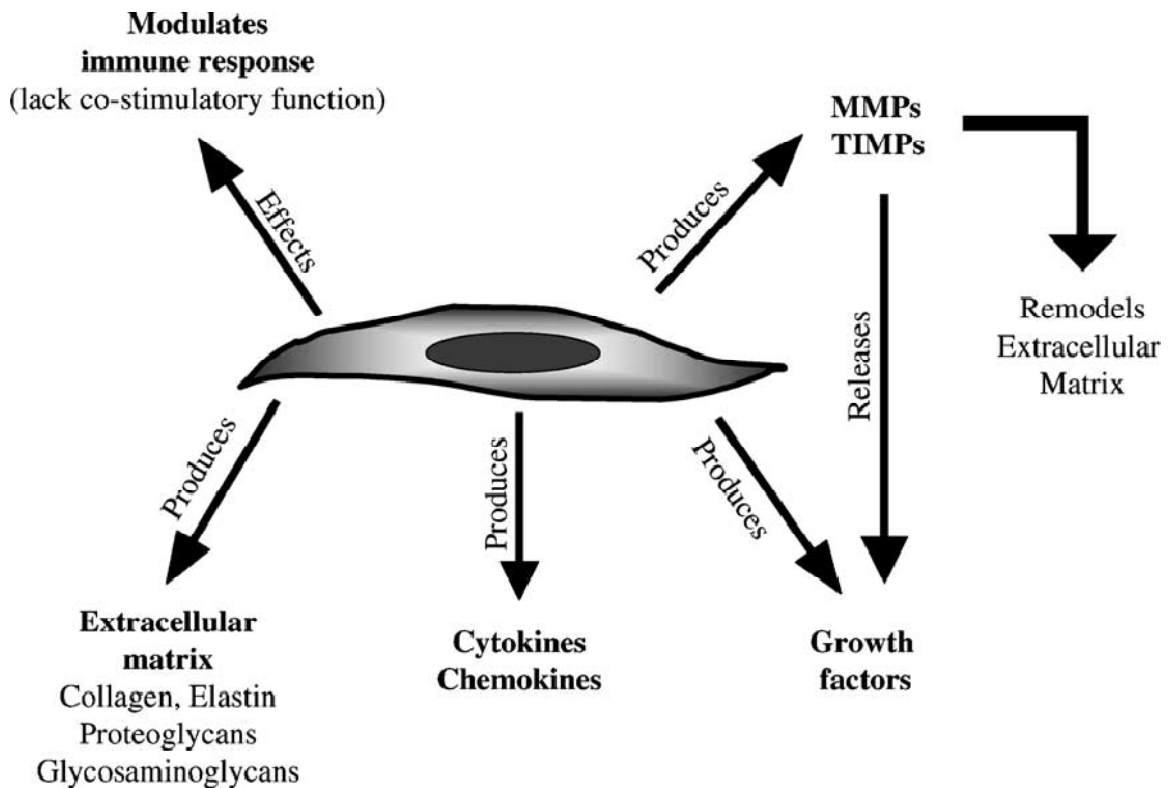 Modulates
immune response
(lack co-stimulatory function)
MMPs
TIMPs
Effects
Produces
Remodels
Extracellular
Matrix
Releases
Produces
Produces
Produces
Extracellular
matrix
Collagen, Elastin
Proteoglycans
Glycosaminoglycans
Cytokines
Chemokines
Growth
factors